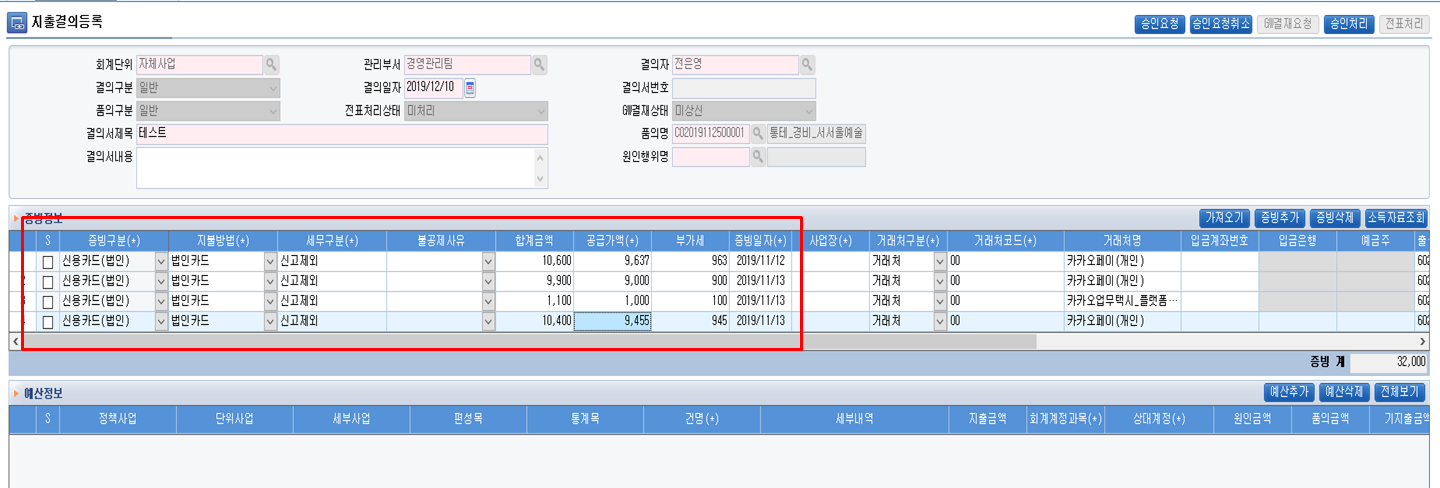 지출결의등록
승인요청 승인요청취소 GW결재요청 승인처리 전표처리
회계단위 자체사업 관리부서 경영관리팀 결의자 전은영
결의구분 일반 결의일자 2019/12/10 결의서번호
품의구분 일반 전표처리상태 미처리 GW결재상태 미상신
결의서제목 테스트 품의명 C02019112500001 통테_경비_서서울예술
결의서내용 원인행위명
증빙정보 가져오기 증빙추가 증빙삭제 소득자료조회
S 증빙구분(*) 지불방법(*) 세무구분(*) 불공제사유 합계금액 공급가액(*) 부가세 증빙일자(*) 사업장(*) 거래처구분(*) 거래처코드(*) 거래처명 입금계좌번호 입금은행 예금주 출
신용카드(법인) 법인카드 신고제외 10,600 9,637 963 2019/11/12 거래처 00 카카오페이(개인) 602
2 신용카드(법인) 법인카드 신고제외 9,900 9,000 900 2019/11/13 거래처 00 카카오페이(개인) 602
3 신용카드(법인) 법인카드 신고제외 1,100 1,000 100 2019/11/13 거래처 00 카카오업무택시_플랫폼… 602
4 신용카드(법인) 법인카드 신고제외 10,400 9,455 945 2019/11/13 거래처 00 카카오페이(개인) 602
증빙 계 32,000
예산정보 예산추가 예산삭제 전체보기
S 정책사업 단위사업 세부사업 편성목 통계목 건명(*) 세부내역 지출금액 회계계정과목(*) 상대계정(*) 원인금액 품의금액 기지출금액